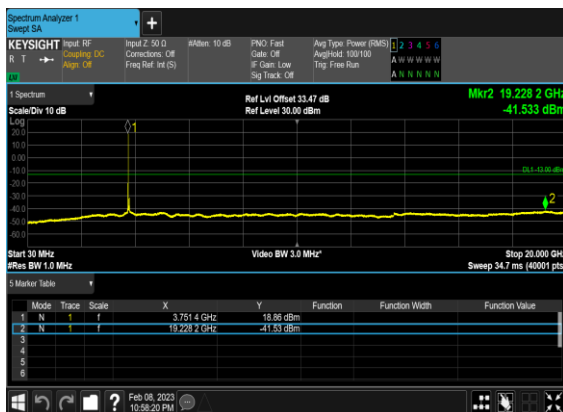 Spectrum Analyzer 1
Swept SA
+
KEYSIGHT Input: RF Input Z: 50 Ω #Atten: 10 dB PNO: Fast Avg Type: Power (RMS) 1 2 3 4 5 6
R T Coupling: DC Corrections: Off Gate: Off Avg|Hold: 100/100 A W W W W W
Align: Off Freq Ref: Int (S) IF Gain: Low Trig: Free Run
Sig Track: Off A N N N N N
1 Spectrum Ref Lvl Offset 33.47 dB Mkr2 19.228 2 GHz
Scale/Div 10 dB Ref Level 30.00 dBm -41.533 dBm
Log
20.0
10.0
0.00
-10.0
-20.0
-30.0
-40.0
-50.0
-60.0
1
DL1 -13.00 dBm
2
Start 30 MHz Video BW 3.0 MHz* Stop 20.000 GHz
#Res BW 1.0 MHz Sweep 34.7 ms (40001 pts)
5 Marker Table
Mode Trace Scale X Y Function Function Width Function Value
1 N 1 f 3.751 4 GHz 18.86 dBm
2 N 1 f 19.228 2 GHz -41.53 dBm
3
4
5
6
? Feb 08, 2023
10:58:20 PM